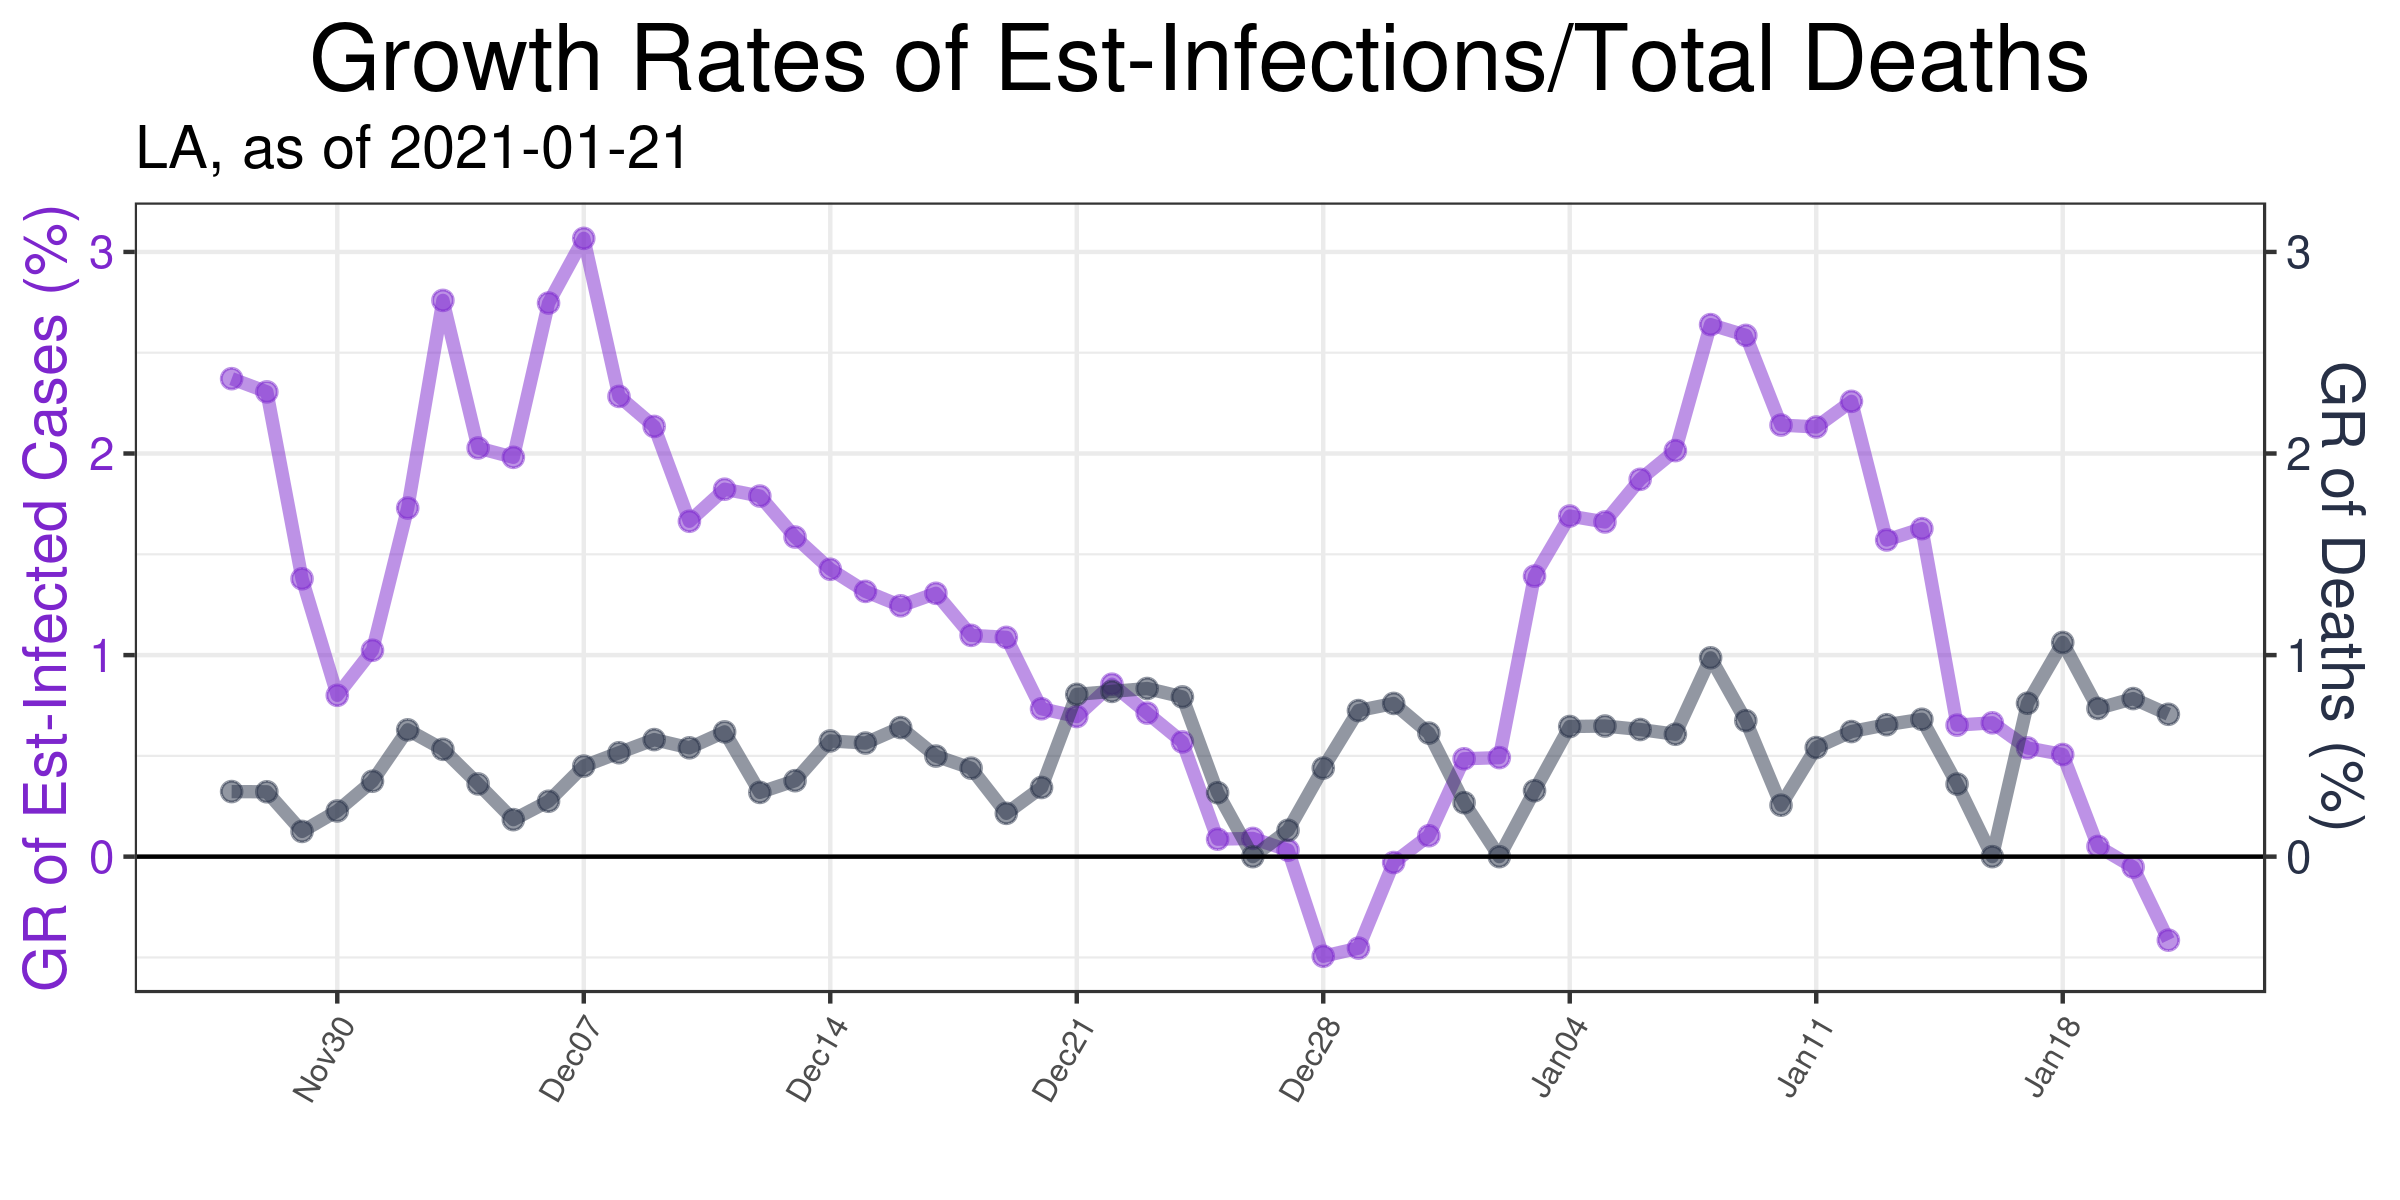 Growth Rates of Est-Infections/Total Deaths
LA, as of 2021-01-21
GR of Est-Infected Cases (%)
3
2
1
0
3
2
1
0
GR of Deaths (%)
Nov30
Dec07
Dec14
Dec21
Dec28
Jan04
Jan11
Jan18